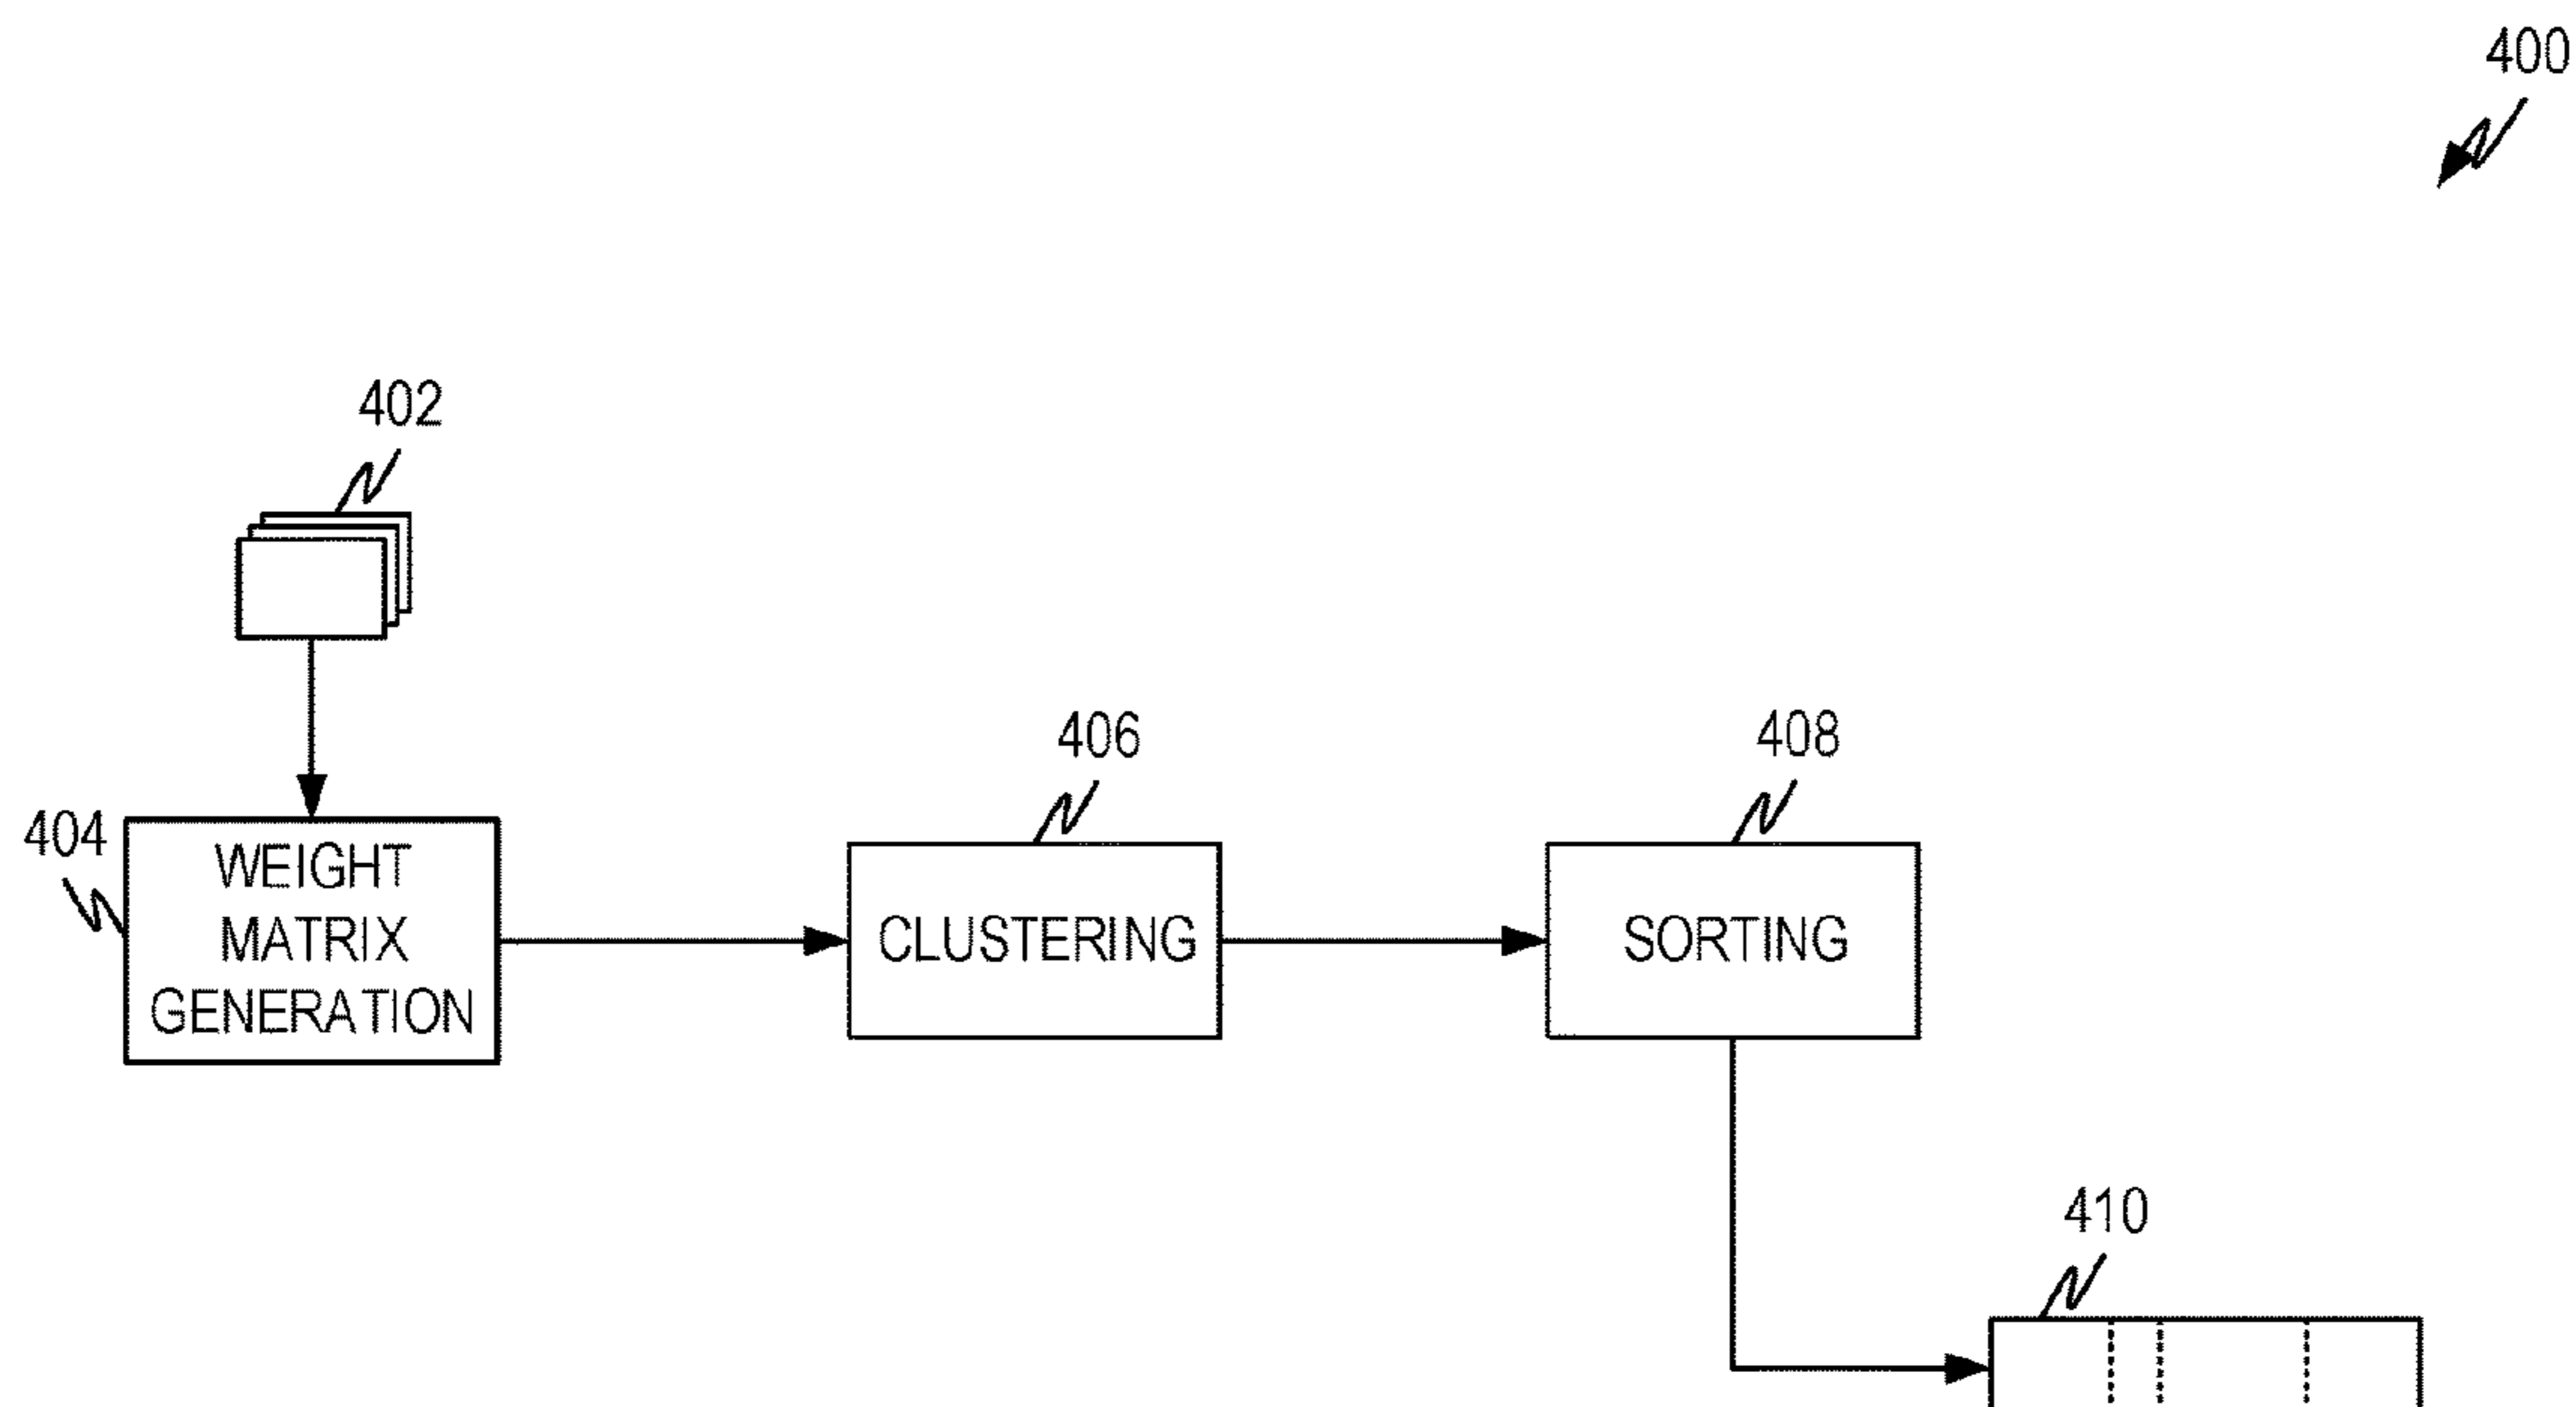 400
402
404
WEIGHT
MATRIX
GENERATION
406
CLUSTERING
408
SORTING
410